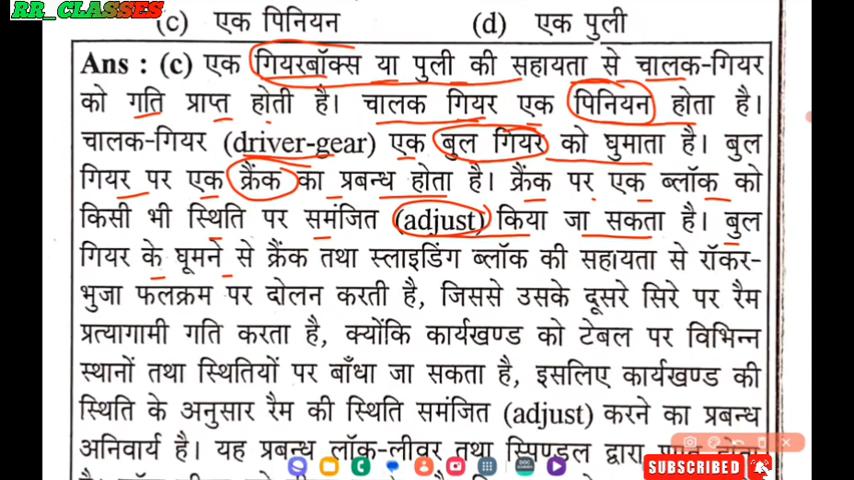 RR_CLASSES
(c) एक पिनियन (d) एक पुली
Ans : (c) एक गियरबॉक्स या पुली की सहायता से चालक-गियर
को गति प्राप्त होती है। चालक गियर एक पिनियन होता है।
चालक-गियर (driver-gear) एक बुल गियर को घुमाता है। बुल
गियर पर एक क्रैंक का प्रबन्ध होता है। क्रैंक पर एक ब्लॉक को
किसी भी स्थिति पर समंजित (adjust) किया जा सकता है। बुल
गियर के घूमने से क्रैंक तथा स्लाइडिंग ब्लॉक की सहायता से रॉकर-
भुजा फलक्रम पर दोलन करती है, जिससे उसके दूसरे सिरे पर रैम
प्रत्यागामी गति करता है, क्योंकि कार्यखण्ड को टेबल पर विभिन्न
स्थानों तथा स्थितियों पर बाँधा जा सकता है, इसलिए कार्यखण्ड की
स्थिति के अनुसार रैम की स्थिति समंजित (adjust) करने का प्रबन्ध
अनिवार्य है। यह प्रबन्ध लॉक-लीवर तथा स्पिण्डल द्वारा
SUBSCRIBED